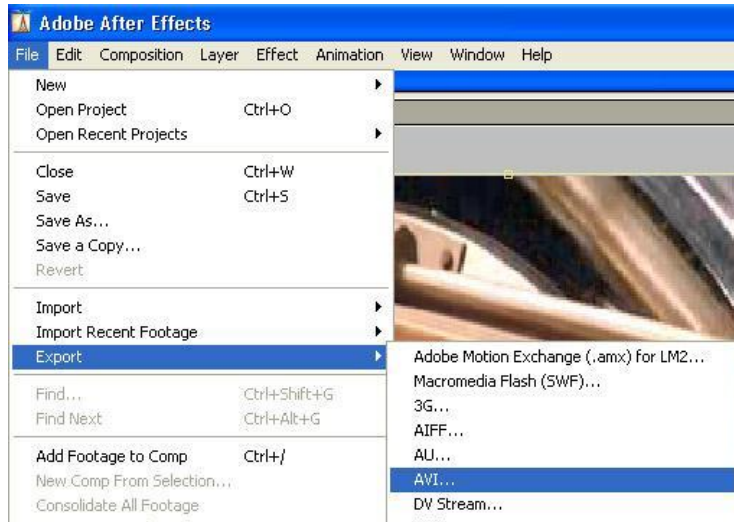 Adobe After Effects
File Edit Composition Layer Effect Animation View Window Help
New
Open Project Ctrl+O
Open Recent Projects
Close Ctrl+W
Save Ctrl+S
Save As...
Save a Copy...
Revert
Import
Import Recent Footage
Export
Adobe Motion Exchange (.amx) for LM2...
Find... Ctrl+Shift+G
Macromedia Flash (SWF)...
3G...
Find Next Ctrl+Alt+G
AIFF...
Add Footage to Comp Ctrl+/
AU...
New Comp From Selection...
AVI...
Consolidate All Footage
DV Stream...